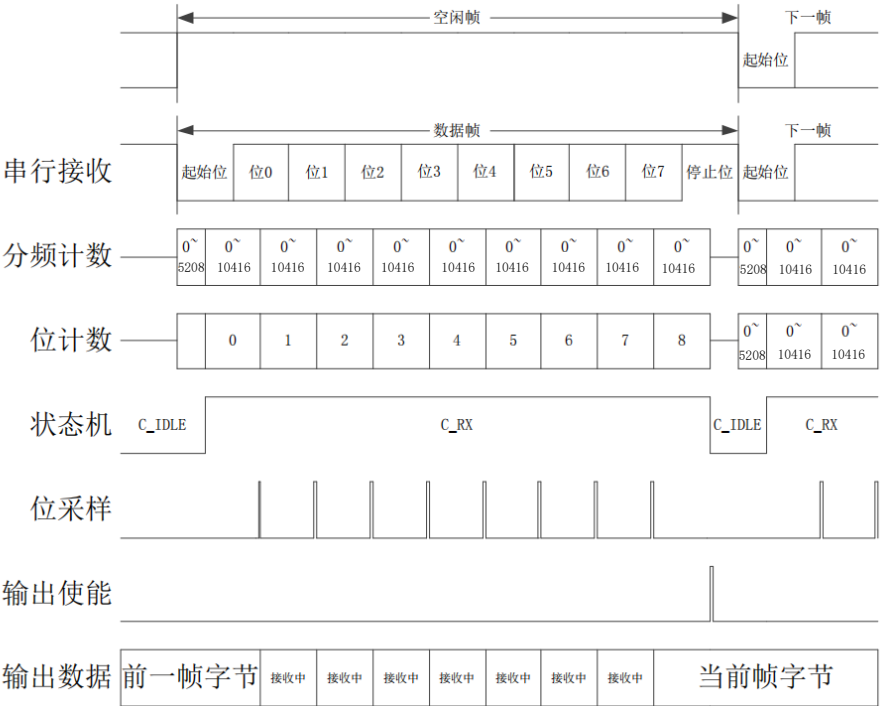 空闲帧 下一帧
起始位
数据帧 下一帧
串行接收 起始位 位0 位1 位2 位3 位4 位5 位6 位7 停止位 起始位
分频计数 0~5208 0~10416 0~10416 0~10416 0~10416 0~10416 0~10416 0~10416 0~10416 0~10416 0~5208 0~10416 0~10416
位计数 0 1 2 3 4 5 6 7 8 0~5208 0~10416 0~10416
状态机 C_IDLE C_RX C_IDLE C_RX
位采样
输出使能
输出数据 前一帧字节 接收中 接收中 接收中 接收中 接收中 接收中 接收中 当前帧字节